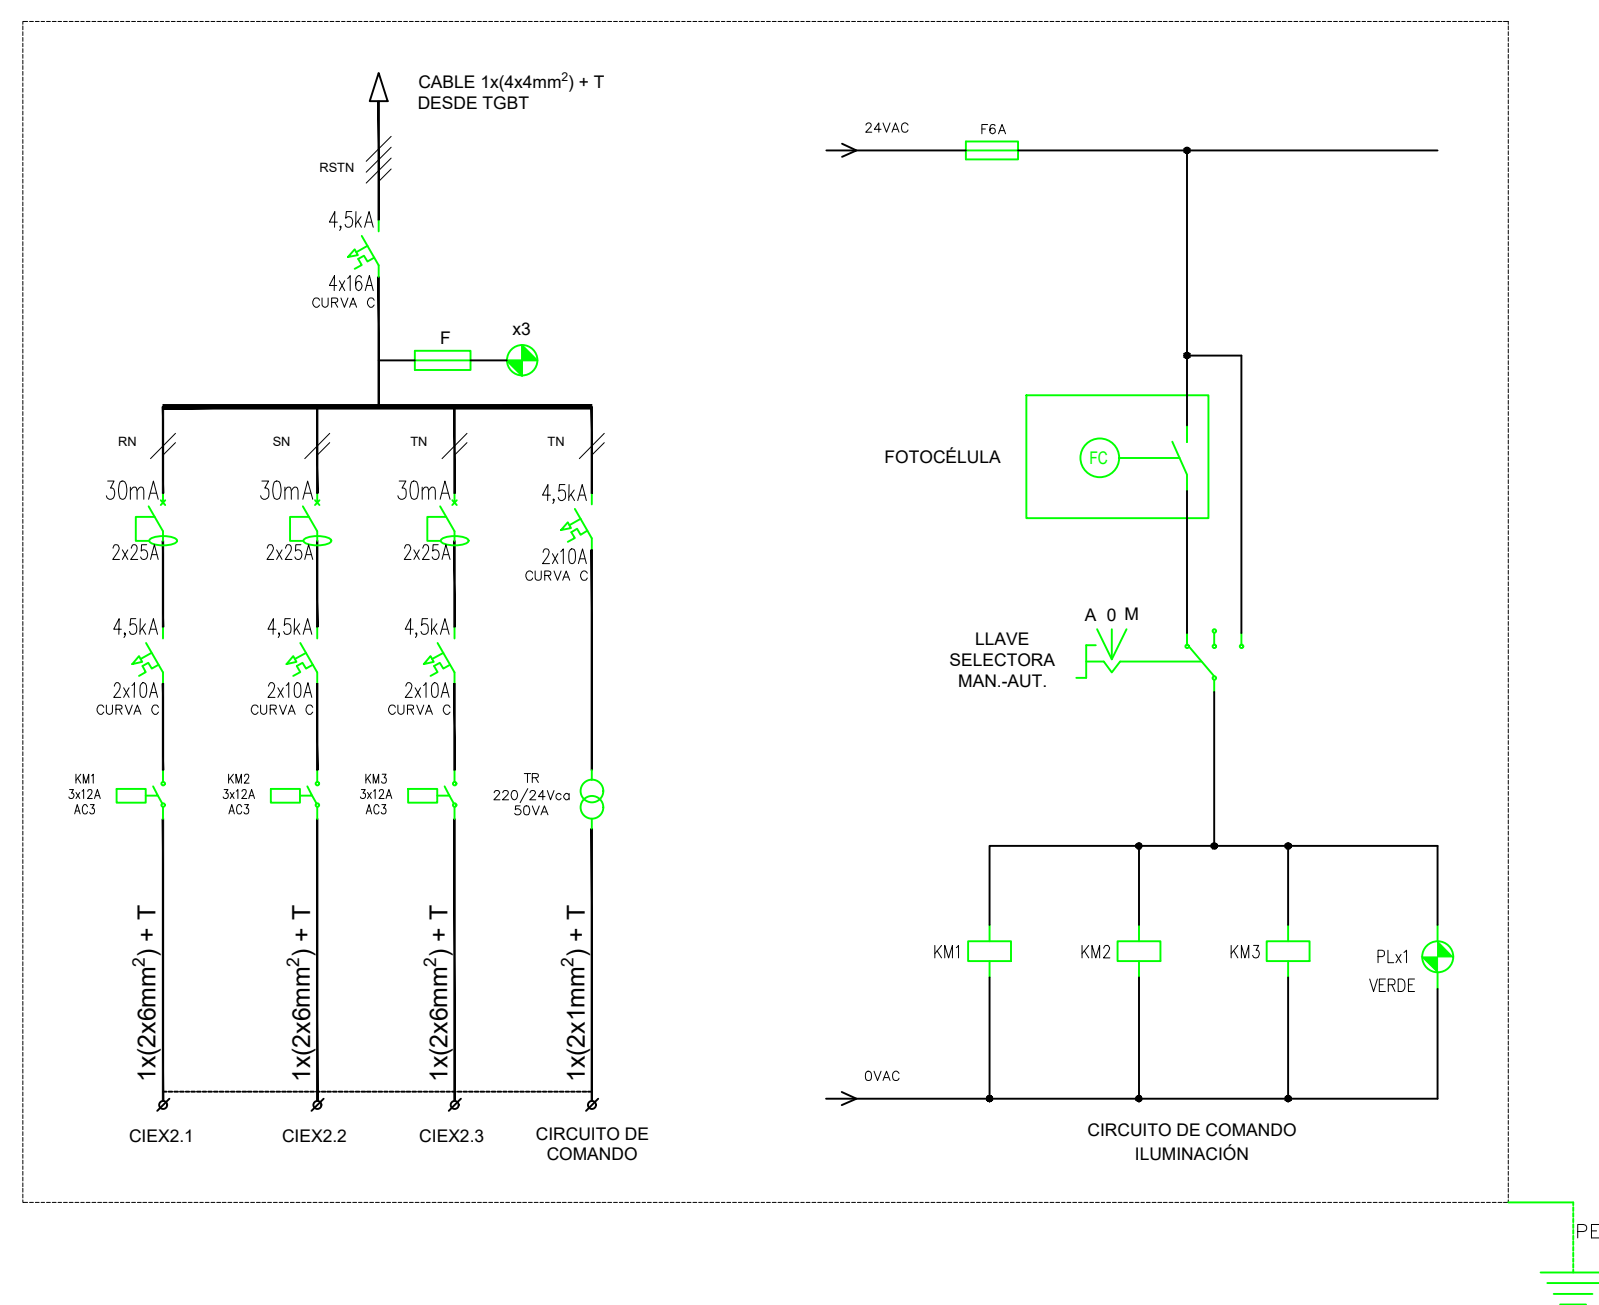 CABLE 1x(4x4mm²) + T
DESDE TGBT
RSTN
4,5kA
4x16A
CURVA C
F
x3
RN
SN
TN
TN
30mA
2x25A
30mA
2x25A
30mA
2x25A
4,5kA
2x10A
CURVA C
4,5kA
2x10A
CURVA C
4,5kA
2x10A
CURVA C
4,5kA
2x10A
CURVA C
KM1
3x12A
AC3
KM2
3x12A
AC3
KM3
3x12A
AC3
TR
220/24Vca
50VA
1x(2x6mm²) + T
1x(2x6mm²) + T
1x(2x6mm²) + T
1x(2x1mm²) + T
CIEX2.1
CIEX2.2
CIEX2.3
CIRCUITO DE
COMANDO
24VAC
F6A
FOTOCÉLULA
FC
A 0 M
LLAVE
SELECTORA
MAN.-AUT.
KM1
KM2
KM3
PLx1
VERDE
0VAC
CIRCUITO DE COMANDO
ILUMINACIÓN
PE